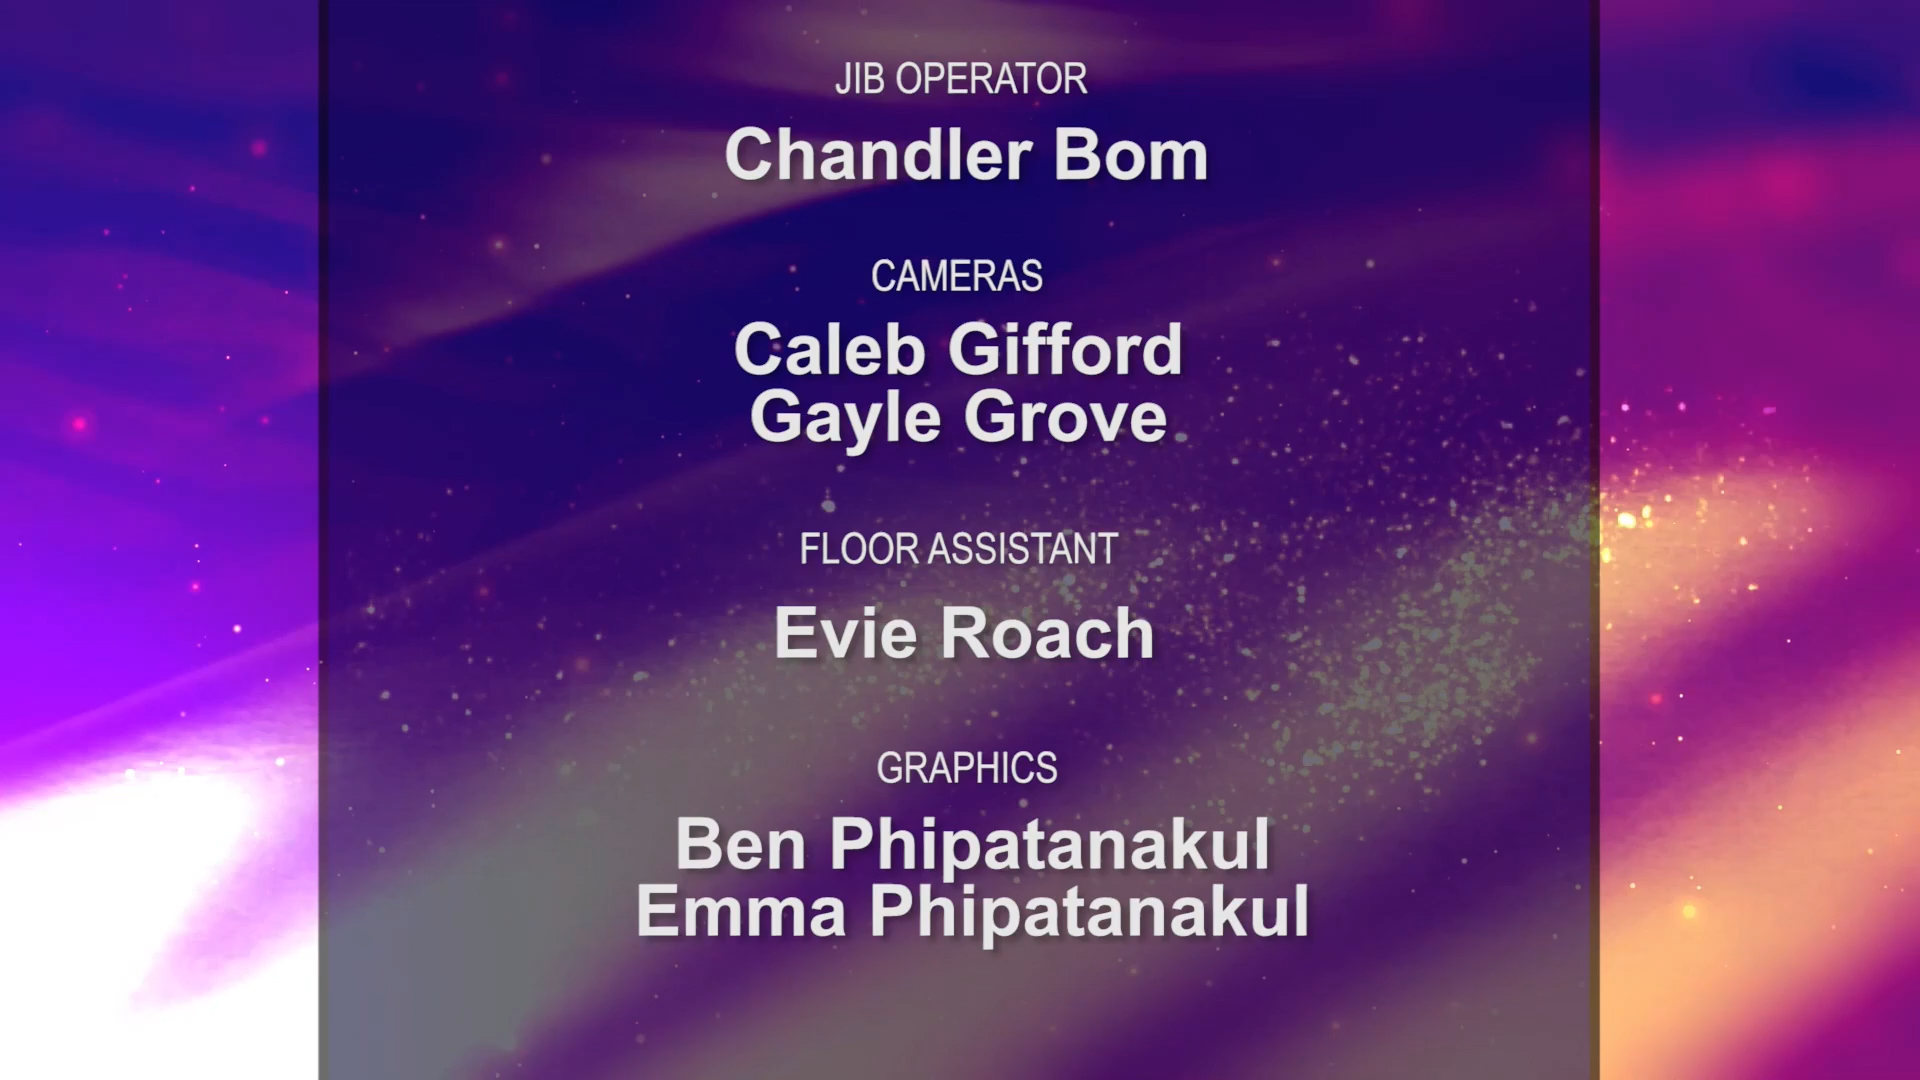 JIB OPERATOR
Chandler Bom
CAMERAS
Caleb Gifford
Gayle Grove
FLOOR ASSISTANT
Evie Roach
GRAPHICS
Ben Phipatanakul
Emma Phipatanakul